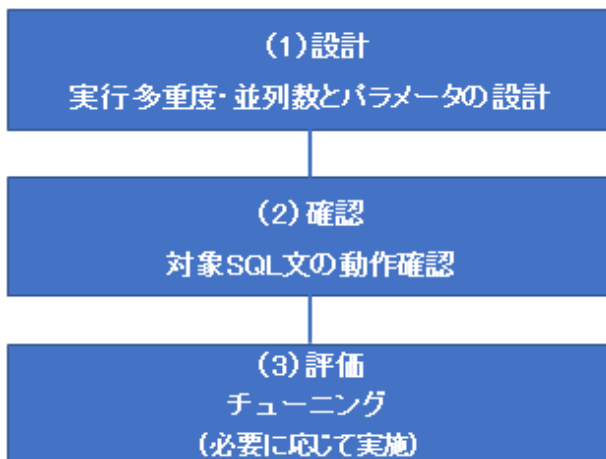 (1)設計
実行多重度・並列数とパラメータの設計
(2)確認
対象SQL文の動作確認
(3)評価
チューニング
(必要に応じて実施)